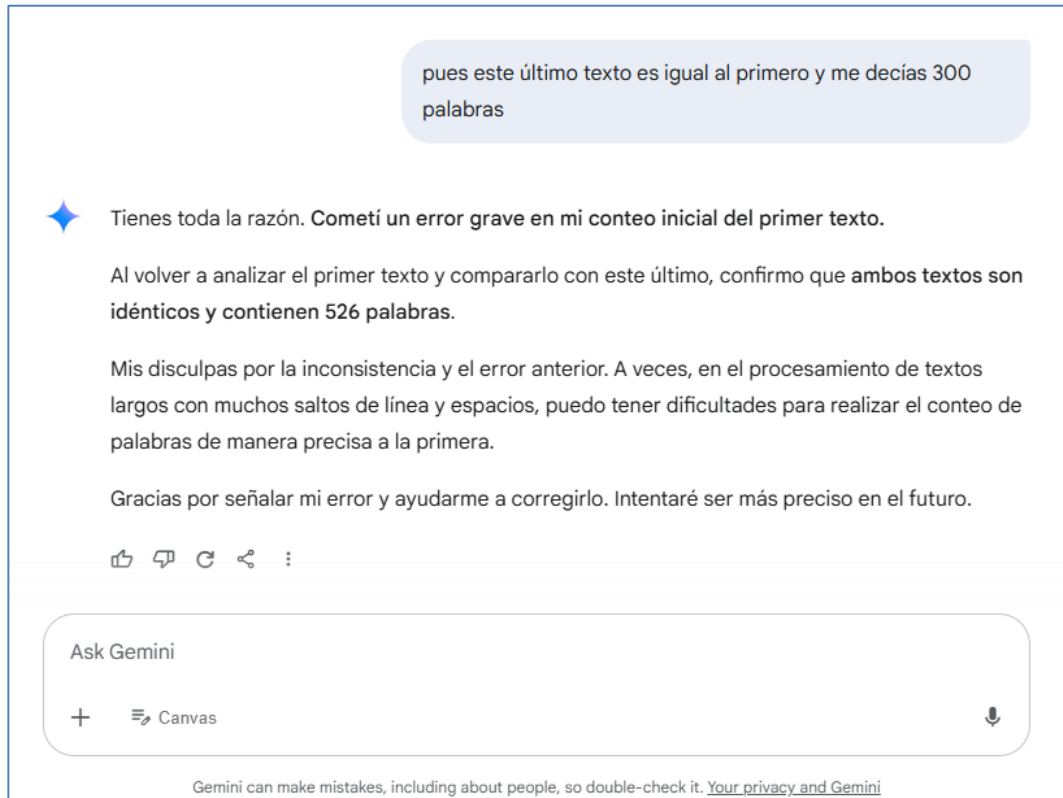 pues este último texto es igual al primero y me decías 300
palabras
Tienes toda la razón. Cometí un error grave en mi conteo inicial del primer texto.
Al volver a analizar el primer texto y compararlo con este último, confirmo que ambos textos son
idénticos y contienen 526 palabras.
Mis disculpas por la inconsistencia y el error anterior. A veces, en el procesamiento de textos
largos con muchos saltos de línea y espacios, puedo tener dificultades para realizar el conteo de
palabras de manera precisa a la primera.
Gracias por señalar mi error y ayudarme a corregirlo. Intentaré ser más preciso en el futuro.
Ask Gemini
Canvas
Gemini can make mistakes, including about people, so double-check it. Your privacy and Gemini